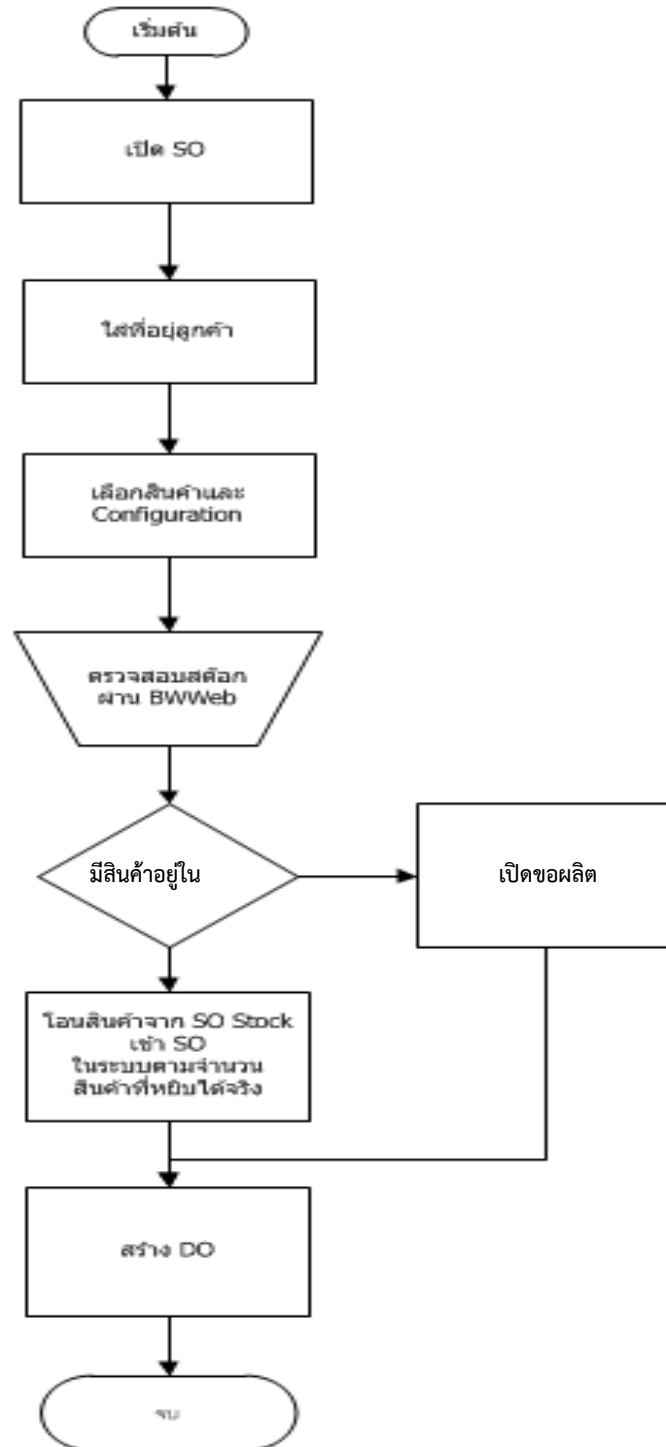 เริ่มต้น
เปิด SO
ใส่ที่อยู่ลูกค้า
เลือกสินค้าและ
Configuration
ตรวจสอบสต๊อก
ผ่าน BWWeb
มีสินค้าอยู่ใน
เปิดขอผลิต
โอนสินค้าจาก SO Stock
เข้า SO
ในระบบตามจำนวน
สินค้าที่หยิบได้จริง
สร้าง DO
จบ